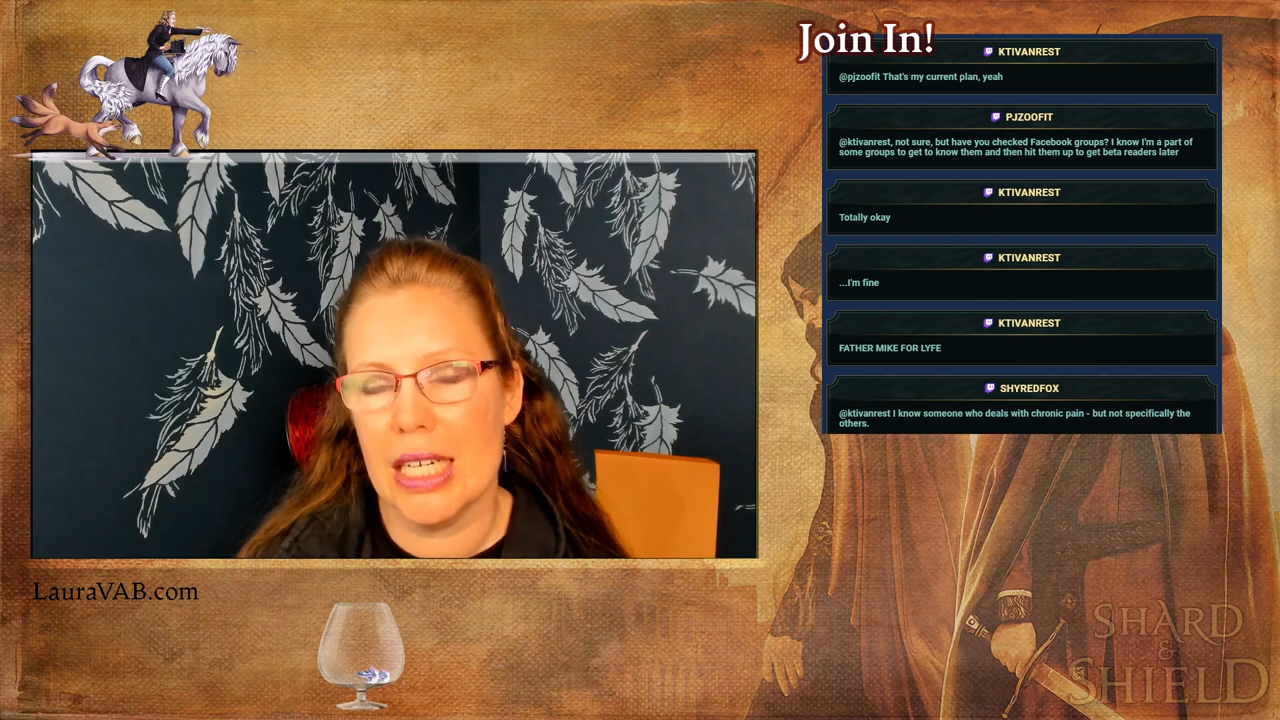 Join In!
KTIVANREST
@pjzoofit That's my current plan, yeah
PJZOOFIT
@ktivanrest, not sure, but have you checked Facebook groups? I know I'm a part of
some groups to get to know them and then hit them up to get beta readers later
KTIVANREST
Totally okay
KTIVANREST
...I'm fine
KTIVANREST
FATHER MIKE FOR LYFE
SHYREDFOX
@ktivanrest I know someone who deals with chronic pain - but not specifically the
others.
LauraVAB.com
SHARD
&
SHIELD